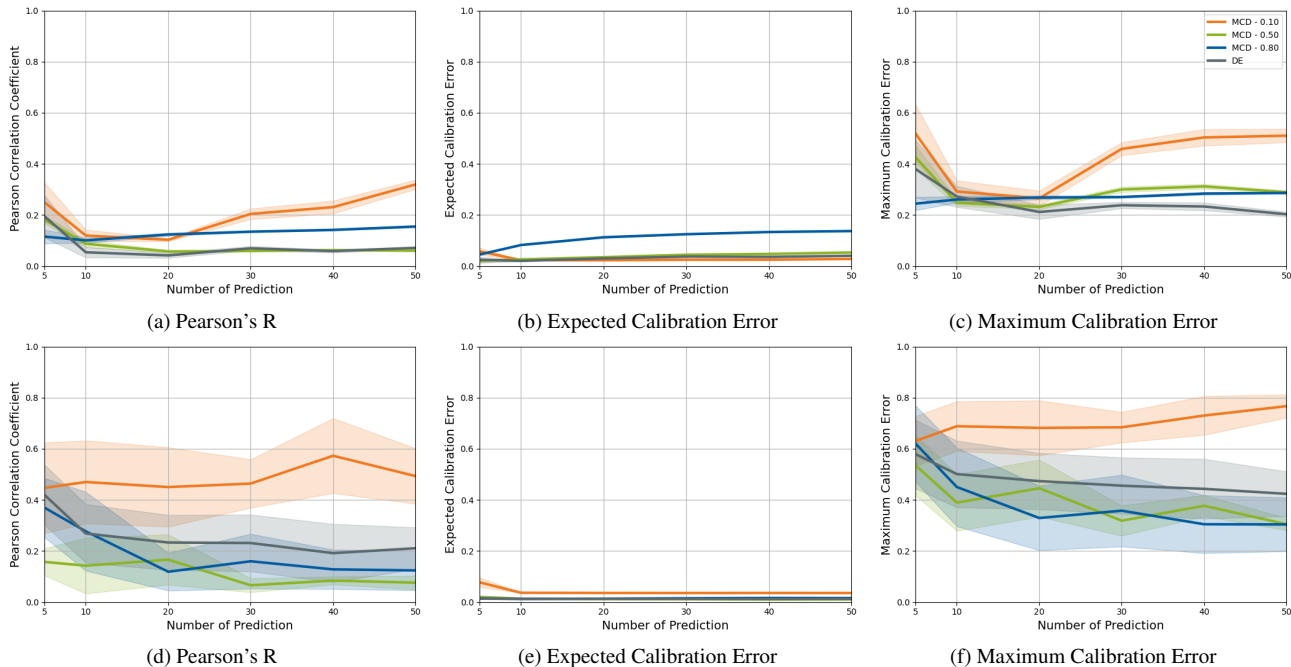 1.0
0.8
0.6
0.4
0.2
0.0
Pearson Correlation Coefficient
5 10 20 30 40 50
Number of Prediction
(a) Pearson's R
1.0
0.8
0.6
0.4
0.2
0.0
Expected Calibration Error
5 10 20 30 40 50
Number of Prediction
(b) Expected Calibration Error
1.0
0.8
0.6
0.4
0.2
0.0
Maximum Calibration Error
MCD - 0.10
MCD - 0.50
MCD - 0.80
DE
5 10 20 30 40 50
Number of Prediction
(c) Maximum Calibration Error
1.0
0.8
0.6
0.4
0.2
0.0
Pearson Correlation Coefficient
5 10 20 30 40 50
Number of Prediction
(d) Pearson's R
1.0
0.8
0.6
0.4
0.2
0.0
Expected Calibration Error
5 10 20 30 40 50
Number of Prediction
(e) Expected Calibration Error
1.0
0.8
0.6
0.4
0.2
0.0
Maximum Calibration Error
5 10 20 30 40 50
Number of Prediction
(f) Maximum Calibration Error